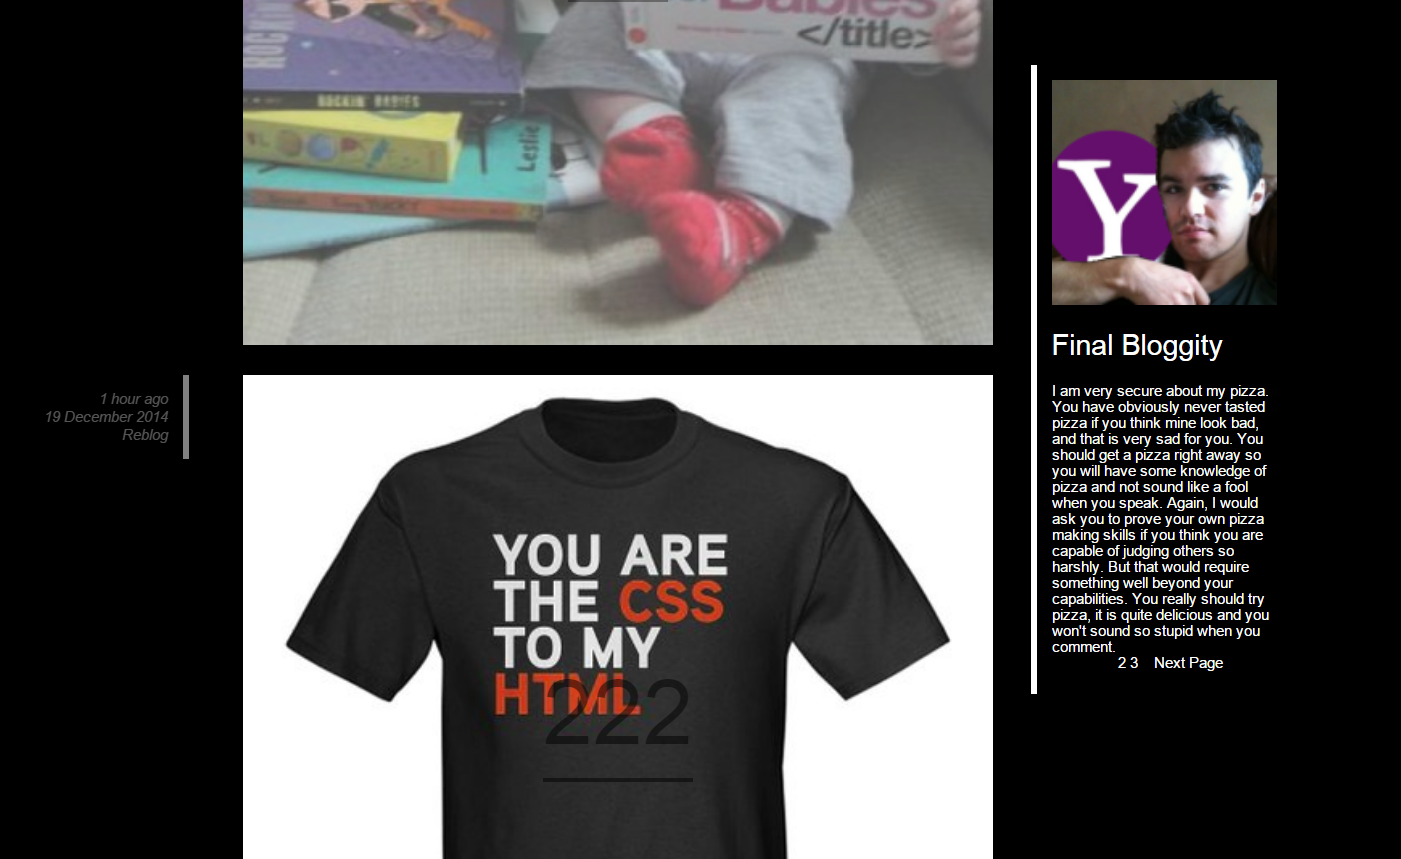 Babies
</title>
ROCKIN' BABIES
Leslie
1 hour ago
19 December 2014
Reblog
YOU ARE
THE CSS
TO MY
HTML
222
Y
Final Bloggity
I am very secure about my pizza.
You have obviously never tasted
pizza if you think mine look bad,
and that is very sad for you. You
should get a pizza right away so
you will have some knowledge of
pizza and not sound like a fool
when you speak. Again, I would
ask you to prove your own pizza
making skills if you think you are
capable of judging others so
harshly. But that would require
something well beyond your
capabilities. You really should try
pizza, it is quite delicious and you
won't sound so stupid when you
comment.
2 3 Next Page